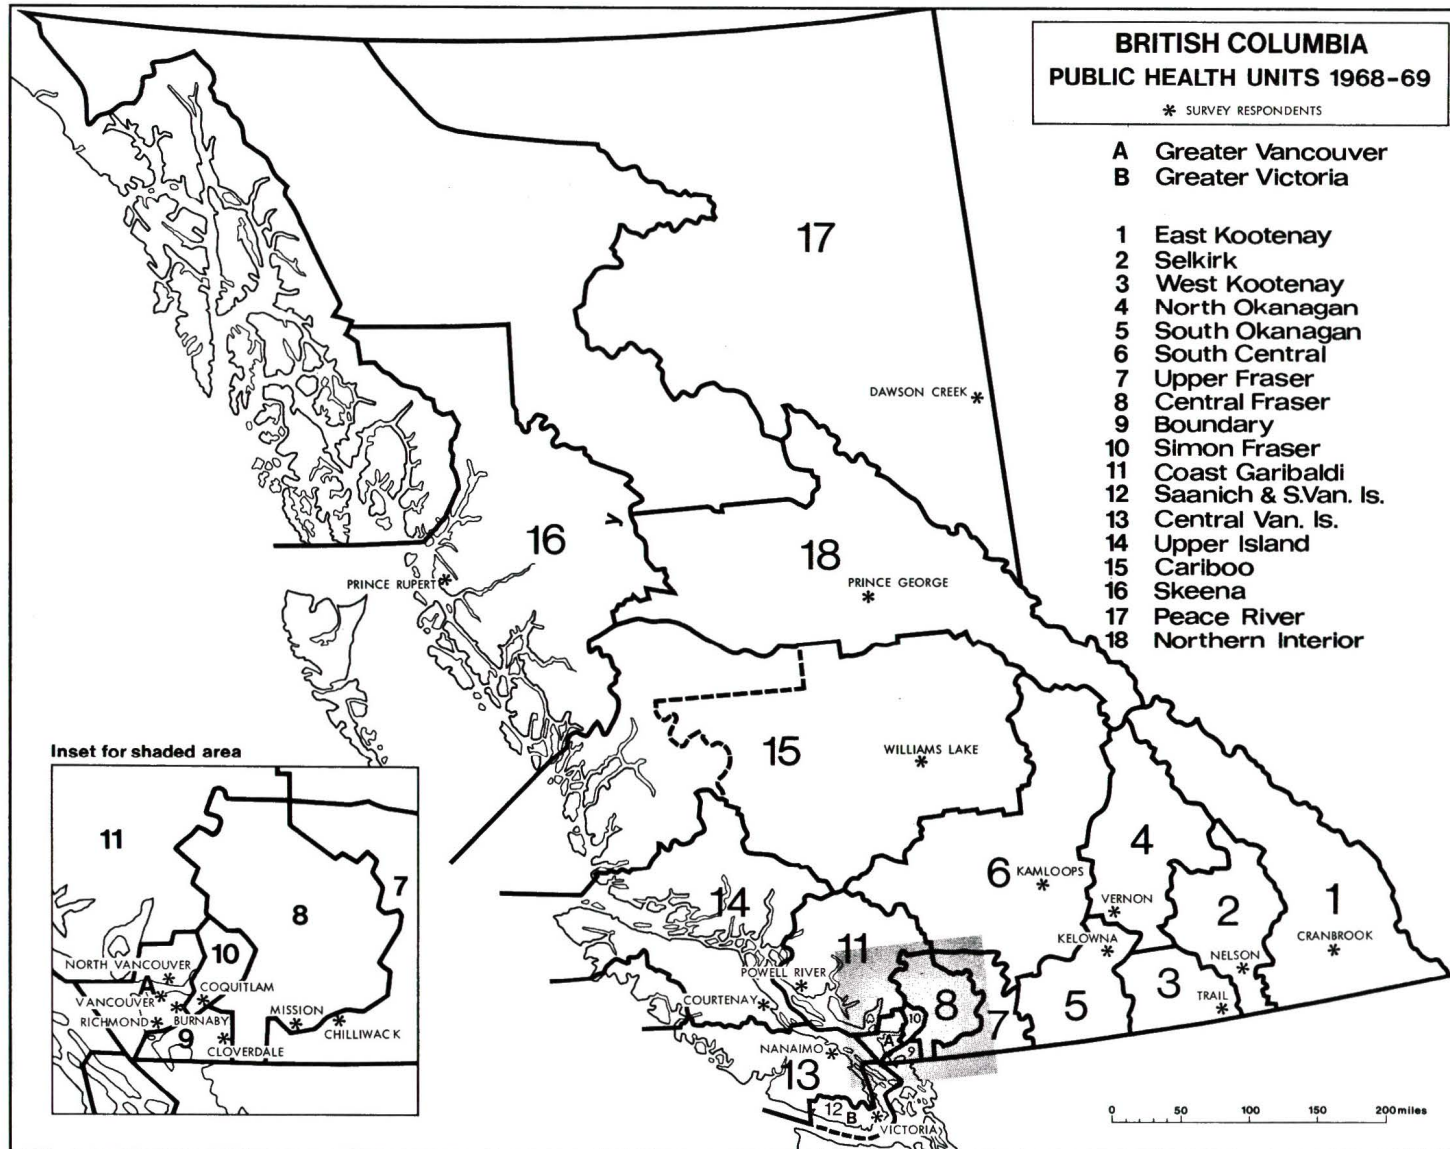 BRITISH COLUMBIA
PUBLIC HEALTH UNITS 1968-69
* SURVEY RESPONDENTS
A Greater Vancouver
B Greater Victoria
1 East Kootenay
2 Selkirk
3 West Kootenay
4 North Okanagan
5 South Okanagan
6 South Central
7 Upper Fraser
8 Central Fraser
9 Boundary
10 Simon Fraser
11 Coast Garibaldi
12 Saanich & S.Van. Is.
13 Central Van. Is.
14 Upper Island
15 Cariboo
16 Skeena
17 Peace River
18 Northern Interior
17
DAWSON CREEK *
16
18
PRINCE RUPERT *
PRINCE GEORGE
*
15
WILLIAMS LAKE
*
4
6
KAMLOOPS
*
14
VERNON
*
2
1
11
KELOWNA
*
CRANBROOK
*
POWELL RIVER
*
NELSON
*
COURTENAY *
8
3
5
TRAIL
*
10
7
A
9
NANAIMO *
13
12
B
*
VICTORIA
0 50 100 150 200 miles
Inset for shaded area
11
7
8
10
NORTH VANCOUVER
*
A
COQUITLAM
*
VANCOUVER *
MISSION
*
RICHMOND *
BURNABY
*
CHILLIWACK
*
9
CLOVERDALE
*